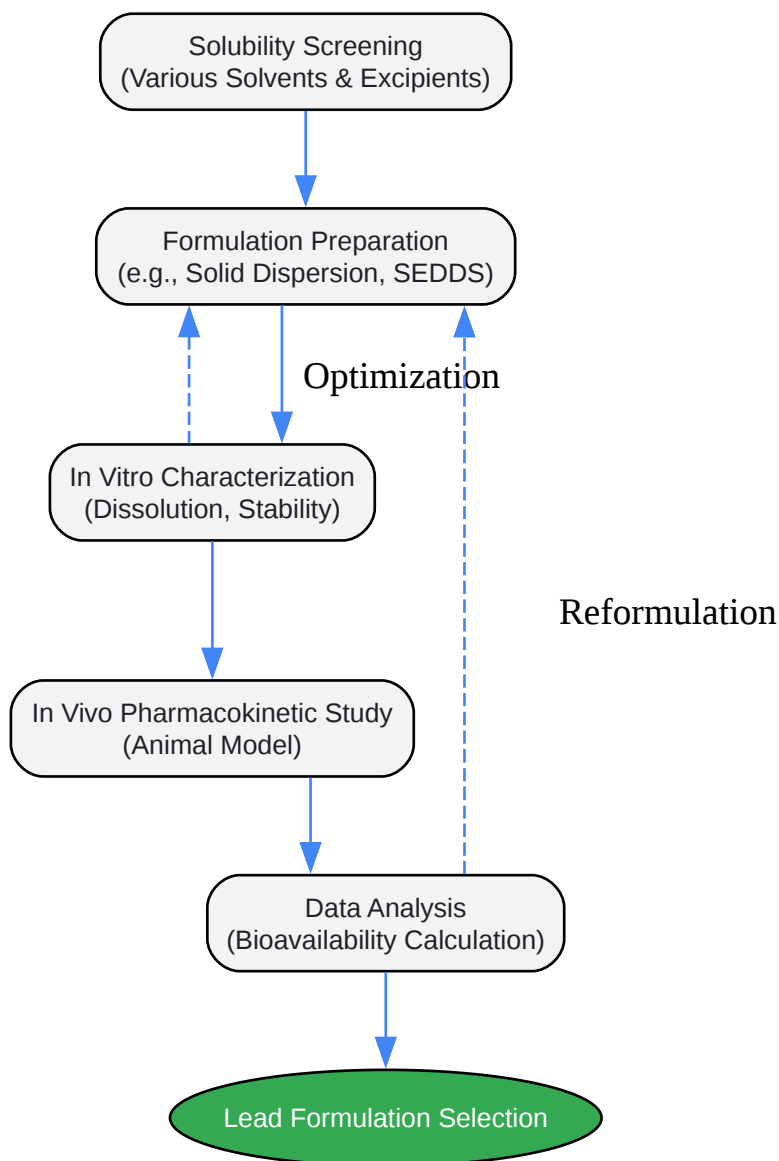 Solubility Screening
(Various Solvents & Excipients)
Formulation Preparation
(e.g., Solid Dispersion, SEDDS)
Optimization
In Vitro Characterization
(Dissolution, Stability)
Reformulation
In Vivo Pharmacokinetic Study
(Animal Model)
Data Analysis
(Bioavailability Calculation)
Lead Formulation Selection